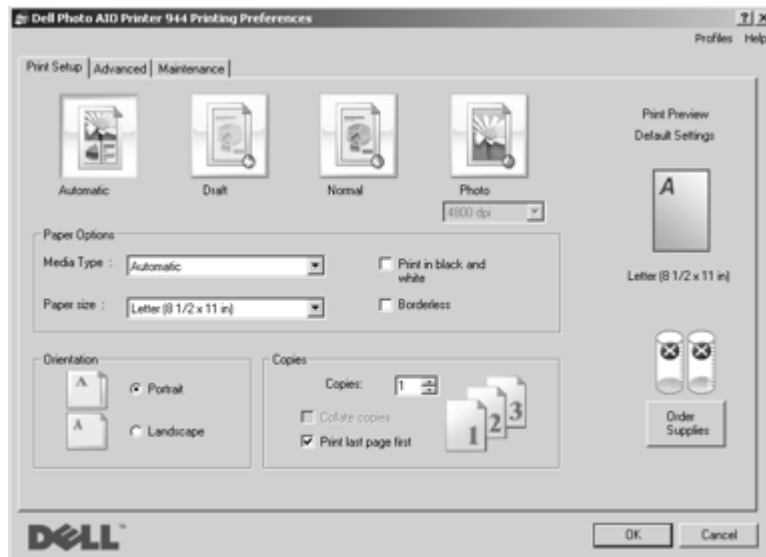 Dell Photo AIO Printer 944 Printing Preferences
Profiles Help
Print Setup Advanced Maintenance
Automatic
Draft
Normal
Photo
4800 dpi
Print Preview
Default Settings
A
Letter (8 1/2 x 11 in)
Paper Options
Media Type :
Automatic
Print in black and
white
Paper size :
Letter (8 1/2 x 11 in)
Borderless
Orientation
A
Portrait
A
Landscape
Copies
Copies:
1
Collate copies
Print last page first
1 2 3
Order
Supplies
DELL™
OK
Cancel